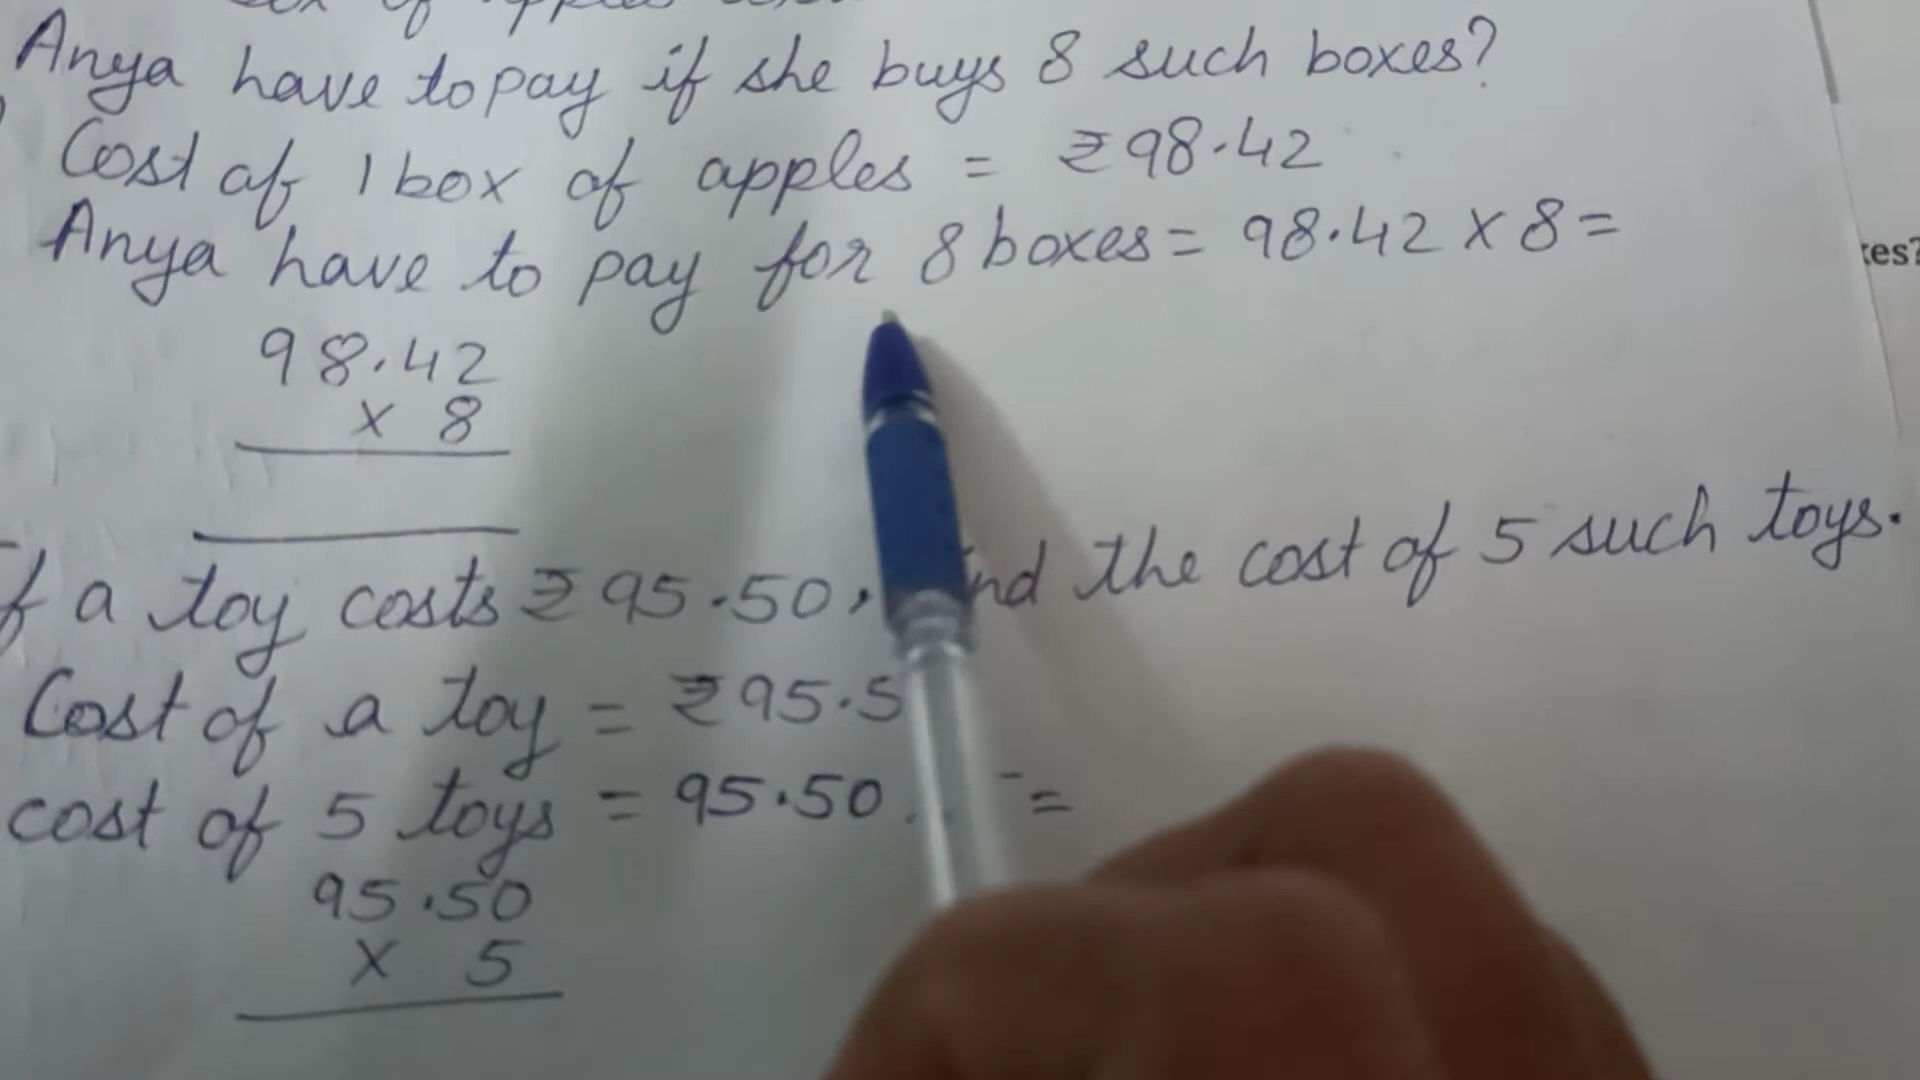 of apples
Anya have to pay if she buys 8 such boxes?
Cost of 1 box of apples = ₹98.42
Anya have to pay for 8 boxes = 98.42 x 8 =
98.42
x 8
a toy costs ₹95.50, the cost of 5 such toys.
Cost of a toy = ₹95.5
cost of 5 toys = 95.50 =
95.50
x 5